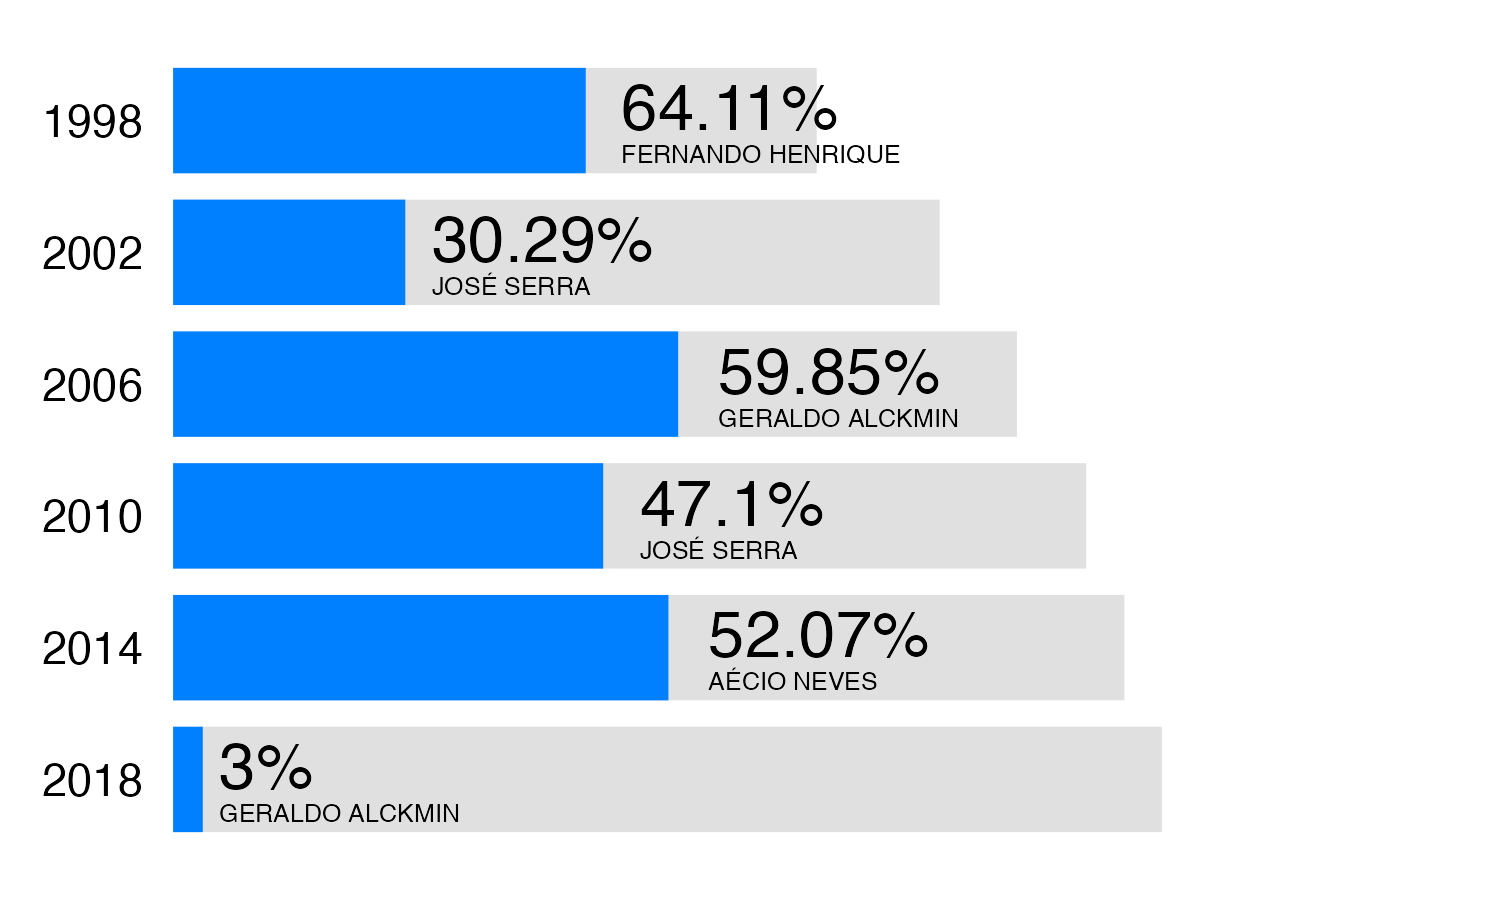 1998
64.11%
FERNANDO HENRIQUE
2002
30.29%
JOSÉ SERRA
2006
59.85%
GERALDO ALCKMIN
2010
47.1%
JOSÉ SERRA
2014
52.07%
AÉCIO NEVES
2018
3%
GERALDO ALCKMIN